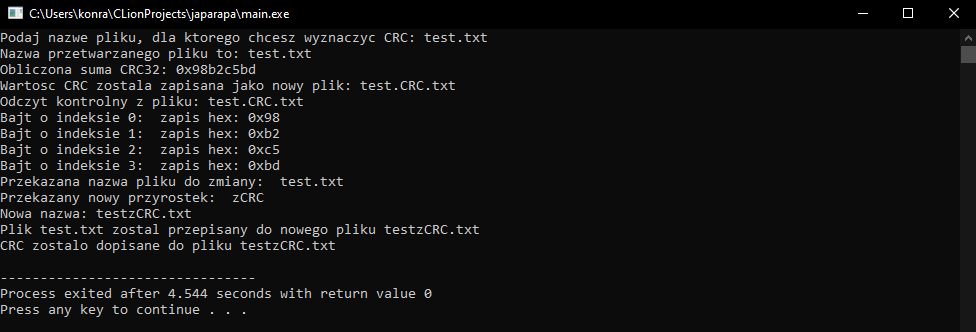 C:\Users\konra\CLionProjects\japarapa\main.exe
Podaj nazwe pliku, dla ktorego chcesz wyznaczyc CRC: test.txt
Nazwa przetwarzanego pliku to: test.txt
Obliczona suma CRC32: 0x98b2c5bd
Wartosc CRC zostala zapisana jako nowy plik: test.CRC.txt
Odczyt kontrolny z pliku: test.CRC.txt
Bajt o indeksie 0:  zapis hex: 0x98
Bajt o indeksie 1:  zapis hex: 0xb2
Bajt o indeksie 2:  zapis hex: 0xc5
Bajt o indeksie 3:  zapis hex: 0xbd
Przekazana nazwa pliku do zmiany:  test.txt
Przekazany nowy przyrostek:  zCRC
Nowa nazwa: testzCRC.txt
Plik test.txt zostal przepisany do nowego pliku testzCRC.txt
CRC zostalo dopisane do pliku testzCRC.txt
--------------------------------
Process exited after 4.544 seconds with return value 0
Press any key to continue . . .